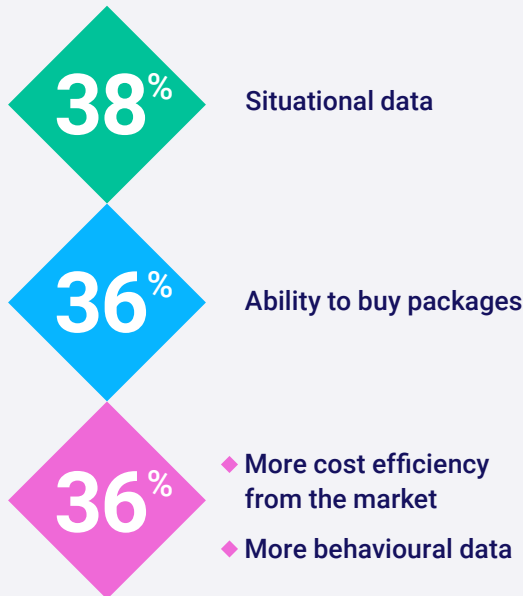 38%
Situational data
36%
Ability to buy packages
36%
More cost efficiency
from the market
More behavioural data